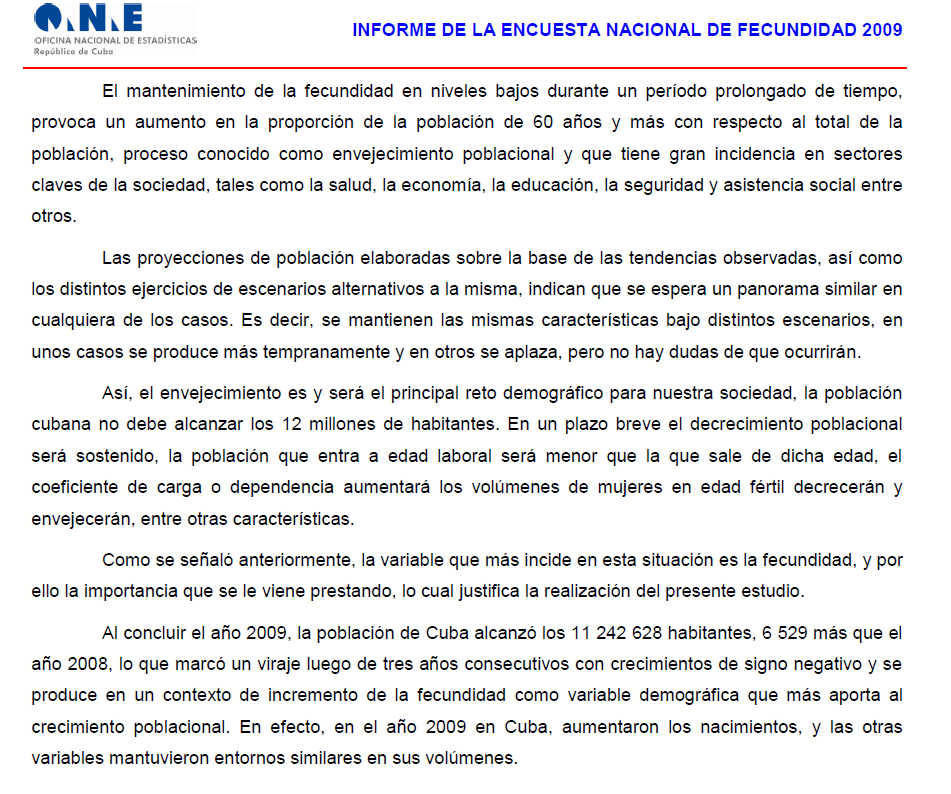 O.N.E
OFICINA NACIONAL DE ESTADÍSTICAS
República de Cuba
INFORME DE LA ENCUESTA NACIONAL DE FECUNDIDAD 2009
El mantenimiento de la fecundidad en niveles bajos durante un período prolongado de tiempo,
provoca un aumento en la proporción de la población de 60 años y más con respecto al total de la
población, proceso conocido como envejecimiento poblacional y que tiene gran incidencia en sectores
claves de la sociedad, tales como la salud, la economía, la educación, la seguridad y asistencia social entre
otros.
Las proyecciones de población elaboradas sobre la base de las tendencias observadas, así como
los distintos ejercicios de escenarios alternativos a la misma, indican que se espera un panorama similar en
cualquiera de los casos. Es decir, se mantienen las mismas características bajo distintos escenarios, en
unos casos se produce más tempranamente y en otros se aplaza, pero no hay dudas de que ocurrirán.
Así, el envejecimiento es y será el principal reto demográfico para nuestra sociedad, la población
cubana no debe alcanzar los 12 millones de habitantes. En un plazo breve el decrecimiento poblacional
será sostenido, la población que entra a edad laboral será menor que la que sale de dicha edad, el
coeficiente de carga o dependencia aumentará los volúmenes de mujeres en edad fértil decrecerán y
envejecerán, entre otras características.
Como se señaló anteriormente, la variable que más incide en esta situación es la fecundidad, y por
ello la importancia que se le viene prestando, lo cual justifica la realización del presente estudio.
Al concluir el año 2009, la población de Cuba alcanzó los 11 242 628 habitantes, 6 529 más que el
año 2008, lo que marcó un viraje luego de tres años consecutivos con crecimientos de signo negativo y se
produce en un contexto de incremento de la fecundidad como variable demográfica que más aporta al
crecimiento poblacional. En efecto, en el año 2009 en Cuba, aumentaron los nacimientos, y las otras
variables mantuvieron entornos similares en sus volúmenes.